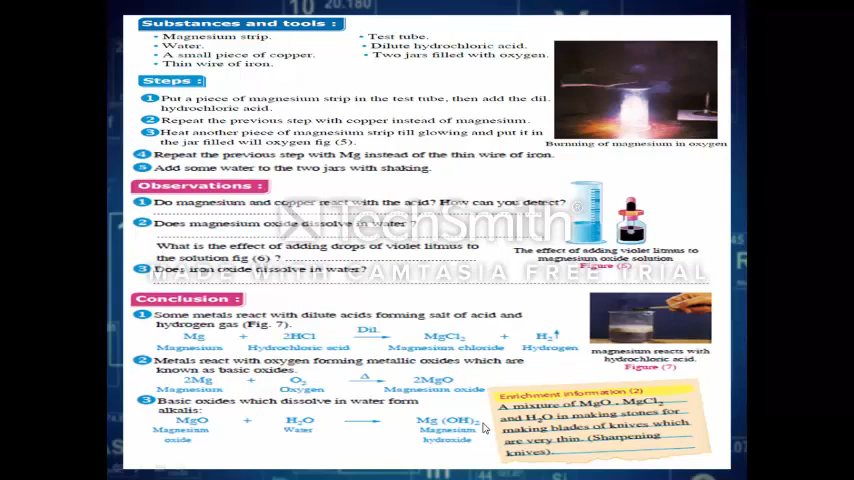 10 20.180
Substances and tools :
• Magnesium strip.
• Test tube.
• Water.
• Dilute hydrochloric acid.
• A small piece of copper.
• Two jars filled with oxygen.
• Thin wire of iron.
Steps :
1 Put a piece of magnesium strip in the test tube, then add the dil. hydrochloric acid.
2 Repeat the previous step with copper instead of magnesium.
3 Heat another piece of magnesium strip till glowing and put it in the jar filled will oxygen fig (5).
Burnning of magnesium in oxygen
4 Repeat the previous step with Mg instead of the thin wire of iron.
5 Add some water to the two jars with shaking.
Observations :
1 Do magnesium and copper react with the acid? How can you detect?
2 Does magnesium oxide dissolve in water ?
What is the effect of adding drops of violet litmus to
the solution fig (6) ?
3 Does iron oxide dissolve in water?
TechSmith®
MADE WITH CAMTASIA FREE TRIAL
The effect of adding violet litmus to
magnesium oxide solution
Figure (6)
Conclusion :
1 Some metals react with dilute acids forming salt of acid and
hydrogen gas (Fig. 7).
Mg + 2HCl Dil. → MgCl2 + H2↑
Magnesium Hydrochloric acid Magnesium chloride Hydrogen
2 Metals react with oxygen forming metallic oxides which are
known as basic oxides.
2Mg + O2 Δ → 2MgO
Magnesium Oxygen Magnesium oxide
3 Basic oxides which dissolve in water form
alkalis:
MgO + H2O → Mg (OH)2
Magnesium oxide Water Magnesium hydroxide
magnesium reacts with
hydrochloric acid.
Figure (7)
Enrichment information (2)
A mixture of MgO , MgCl2
and H2O in making stones for
making blades of knives which
are very thin. (Sharpening
knives).